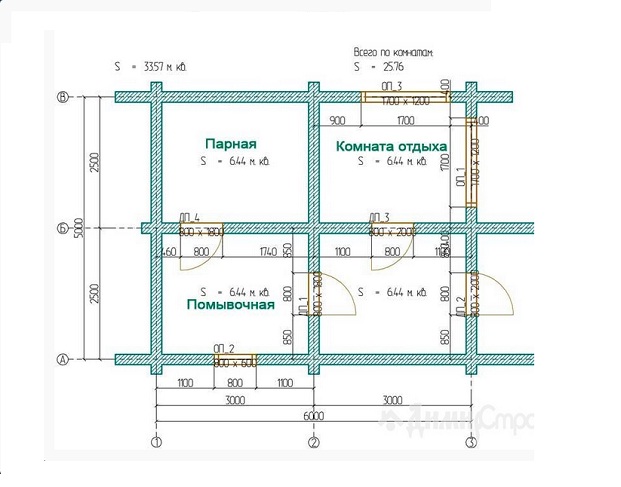 Всего по комнатам:
S = 33.57 м. кв.
S = 25.76
ОП_3
1700 х 1200
400
В
900
1700
400
Парная
S = 6.44 м. кв.
Комната отдыха
S = 6.44 м. кв.
1700
ОП_1
1700 х 1200
2500
5000
ДП_4
800 х 1800
ДП_3
800 х 2000
Б
460
800
1740
350
1100
800
1100
2500
S = 6.44 м. кв.
Помывочная
800
ДП_1
800 х 1800
S = 6.44 м. кв.
800
ДП_2
800 х 2000
850
850
ОП_2
800 х 600
А
1100
800
1100
3000
3000
6000
ДимиСтро
1
2
3